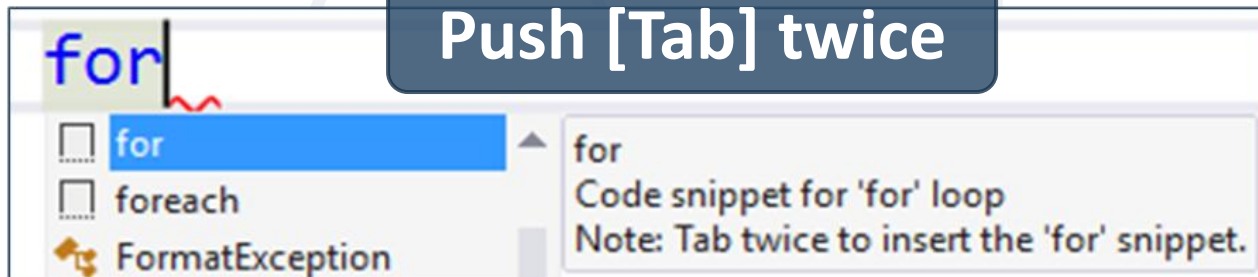 Push [Tab] twice
for
for
foreach
FormatException
for
Code snippet for 'for' loop
Note: Tab twice to insert the 'for' snippet.